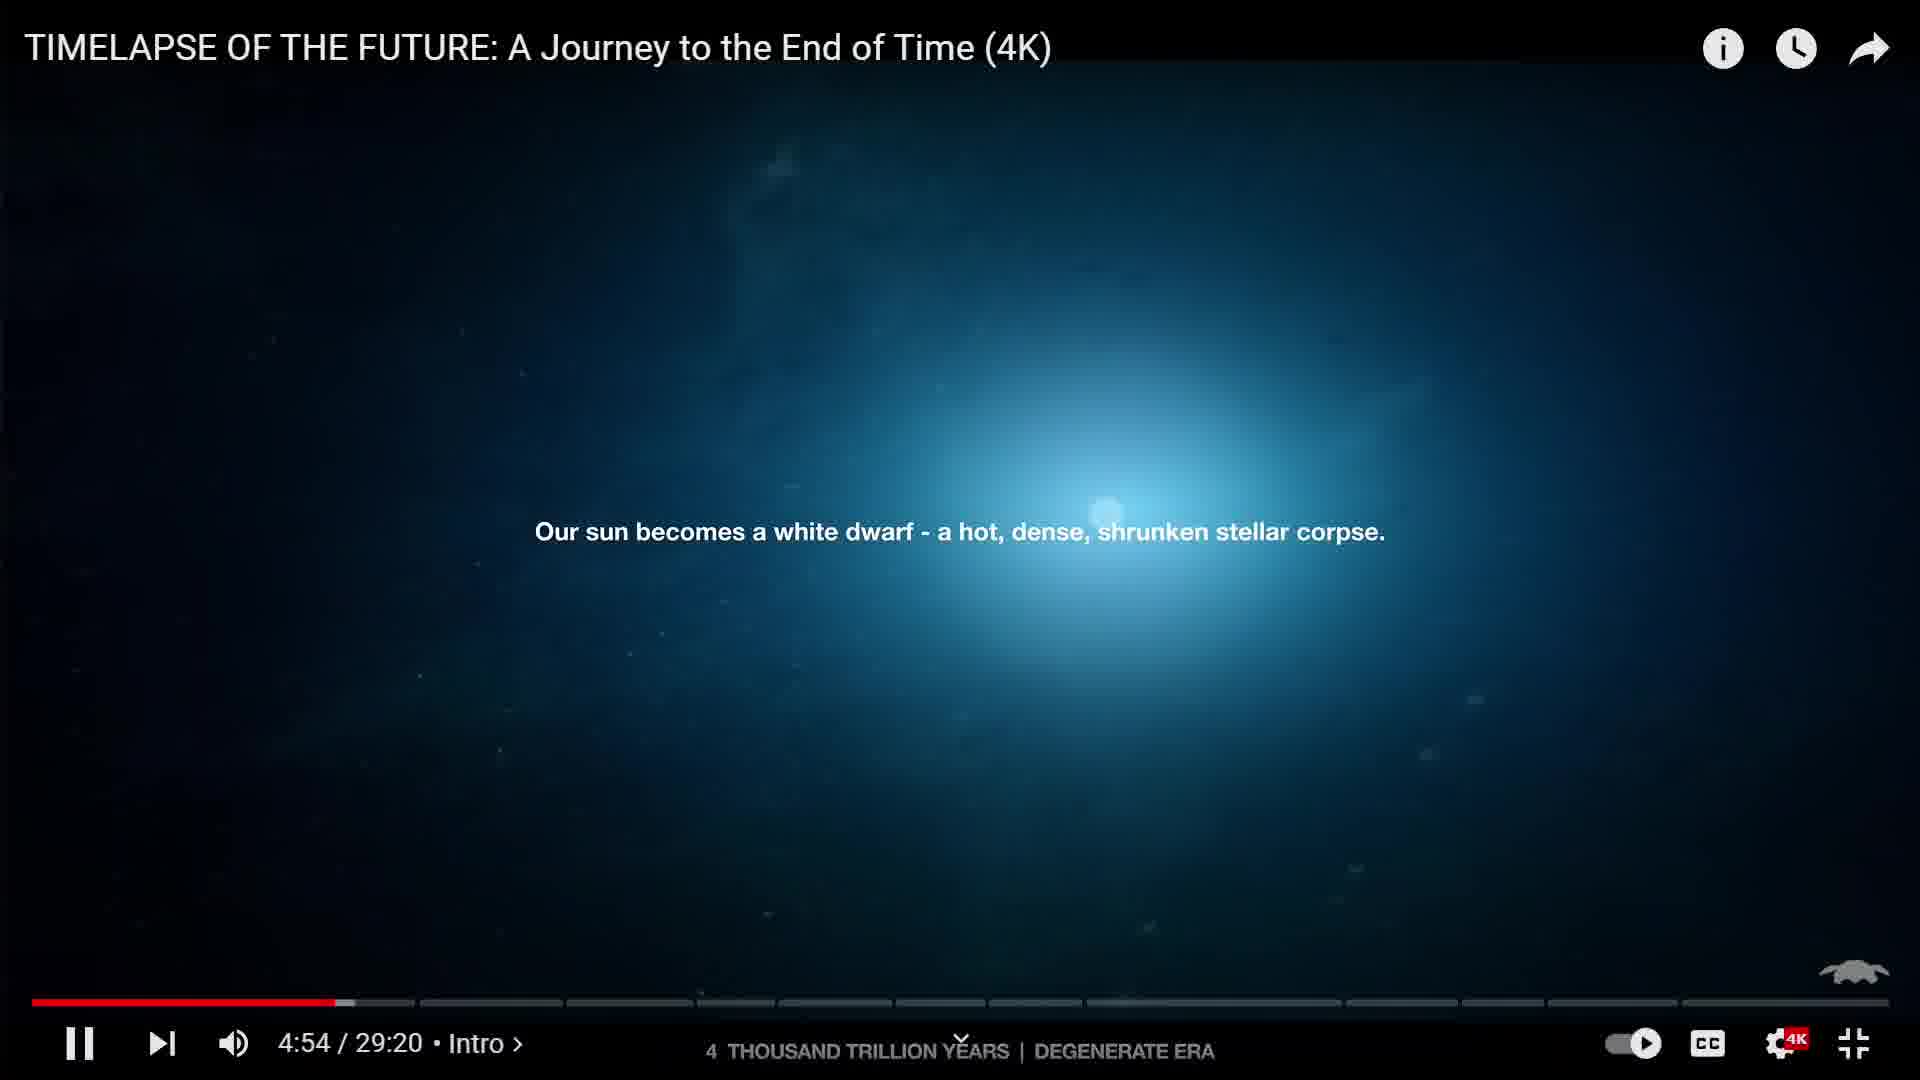 TIMELAPSE OF THE FUTURE: A Journey to the End of Time (4K)
Our sun becomes a white dwarf - a hot, dense, shrunken stellar corpse.
4:54 / 29:20 • Intro
4 THOUSAND TRILLION YEARS | DEGENERATE ERA
CC
4K